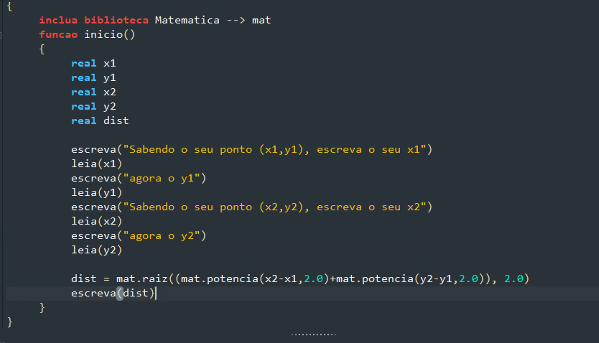 {
inclua biblioteca Matematica --> mat
funcao inicio()
{
real x1
real y1
real x2
real y2
real dist
escreva("Sabendo o seu ponto (x1,y1), escreva o seu x1")
leia(x1)
escreva("agora o y1")
leia(y1)
escreva("Sabendo o seu ponto (x2,y2), escreva o seu x2")
leia(x2)
escreva("agora o y2")
leia(y2)
dist = mat.raiz((mat.potencia(x2-x1,2.0)+mat.potencia(y2-y1,2.0)), 2.0)
escreva(dist)
}
}